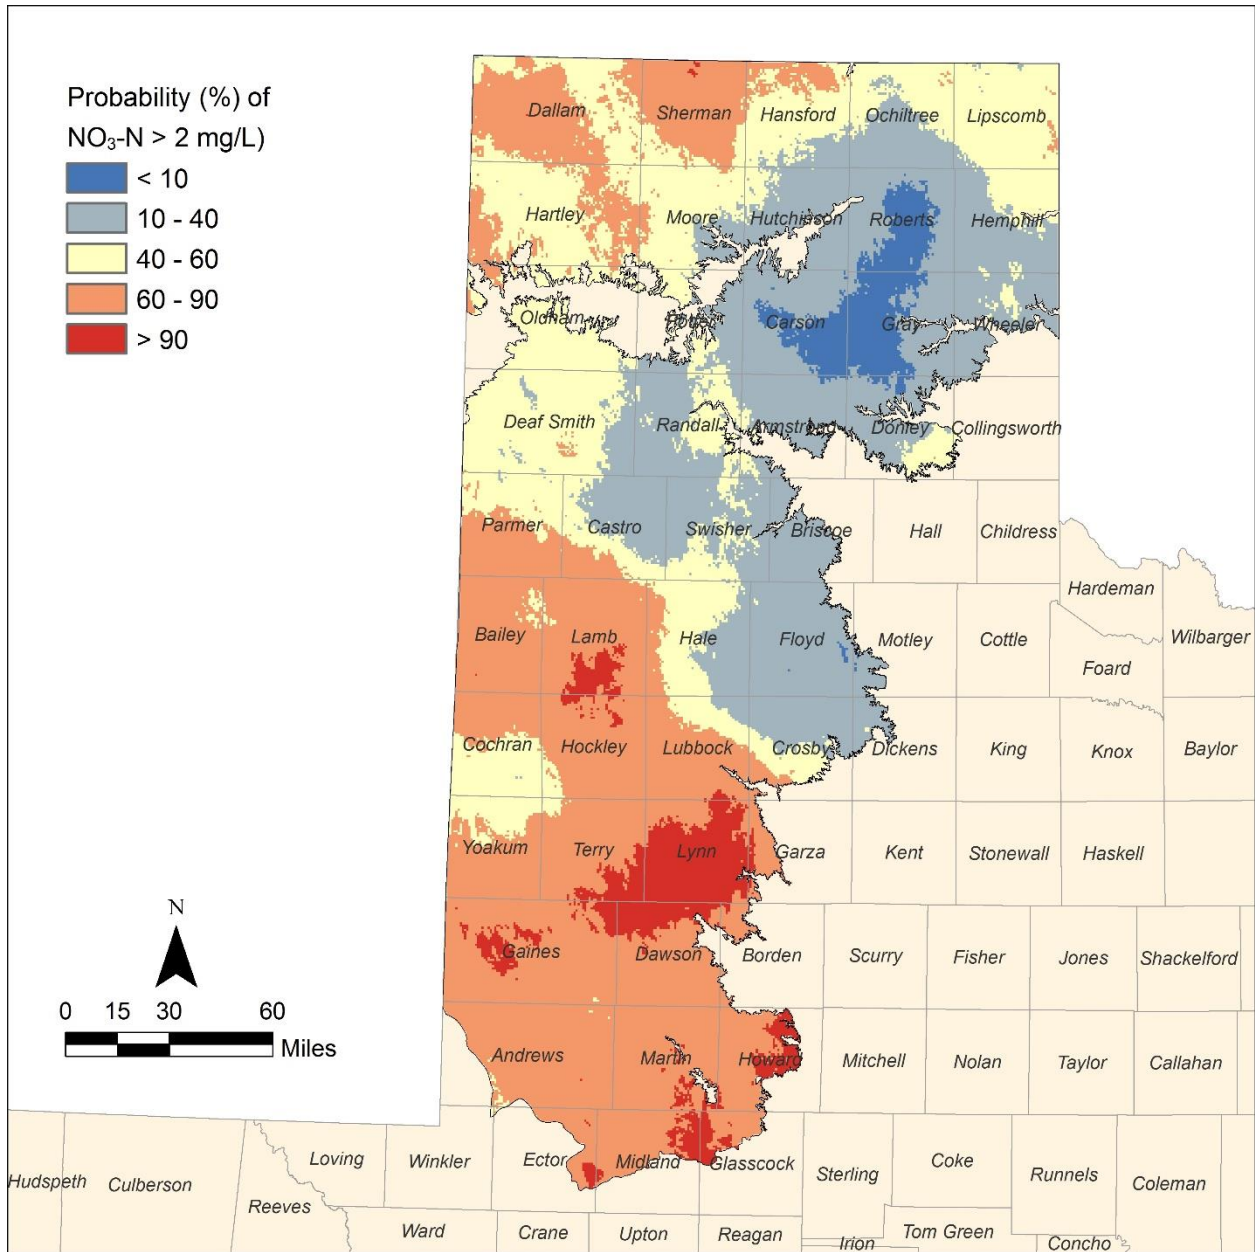 Probability (%) of
NO₃-N > 2 mg/L)
< 10
10 - 40
40 - 60
60 - 90
> 90
Dallam
Sherman
Hansford
Ochiltree
Lipscomb
Hartley
Moore
Hutchinson
Roberts
Hemphill
Oldham
Potter
Carson
Gray
Wheeler
Deaf Smith
Randall
Armstrong
Donley
Collingsworth
Parmer
Castro
Swisher
Briscoe
Hall
Childress
Hardeman
Bailey
Lamb
Hale
Floyd
Motley
Cottle
Foard
Wilbarger
Cochran
Hockley
Lubbock
Crosby
Dickens
King
Knox
Baylor
Yoakum
Terry
Lynn
Garza
Kent
Stonewall
Haskell
Gaines
Dawson
Borden
Scurry
Fisher
Jones
Shackelford
Andrews
Martin
Howard
Mitchell
Nolan
Taylor
Callahan
N
0 15 30 60
Miles
Hudspeth
Culberson
Reeves
Loving
Winkler
Ector
Midland
Glasscock
Sterling
Coke
Runnels
Coleman
Ward
Crane
Upton
Reagan
Irion
Tom Green
Concho